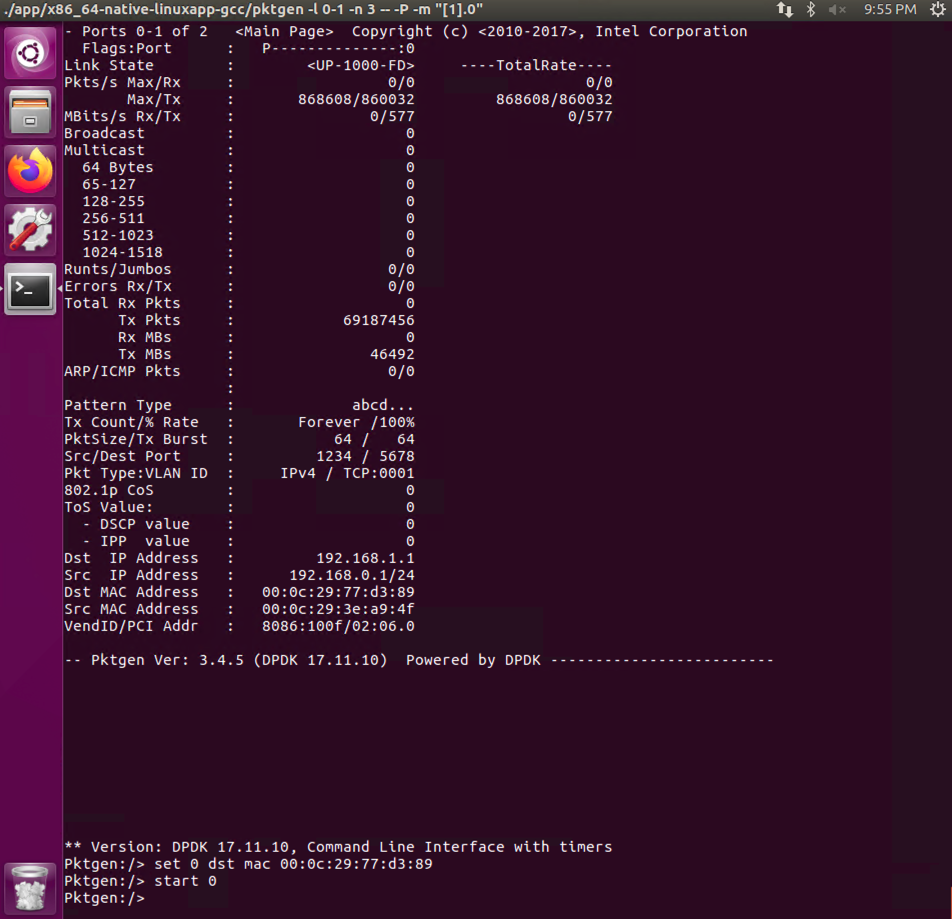 ./app/x86_64-native-linuxapp-gcc/pktgen -l 0-1 -n 3 -- -P -m "[1].0"    9:55 PM
- Ports 0-1 of 2   <Main Page>  Copyright (c) <2010-2017>, Intel Corporation
  Flags:Port      :   P--------------:0
Link State        :        <UP-1000-FD>     ----TotalRate----
Pkts/s Max/Rx     :                 0/0                   0/0
       Max/Tx     :       868608/860032         868608/860032
MBits/s Rx/Tx     :               0/577                 0/577
Broadcast         :                   0
Multicast         :                   0
  64 Bytes        :                   0
  65-127          :                   0
  128-255         :                   0
  256-511         :                   0
  512-1023        :                   0
  1024-1518       :                   0
Runts/Jumbos      :                 0/0
Errors Rx/Tx      :                 0/0
Total Rx Pkts     :                   0
      Tx Pkts     :            69187456
      Rx MBs      :                   0
      Tx MBs      :               46492
ARP/ICMP Pkts     :                 0/0
                  :
Pattern Type      :             abcd...
Tx Count/% Rate   :       Forever /100%
PktSize/Tx Burst  :           64 /   64
Src/Dest Port     :         1234 / 5678
Pkt Type:VLAN ID  :     IPv4 / TCP:0001
802.1p CoS        :                   0
ToS Value:        :                   0
  - DSCP value    :                   0
  - IPP  value    :                   0
Dst  IP Address   :         192.168.1.1
Src  IP Address   :      192.168.0.1/24
Dst MAC Address   :   00:0c:29:77:d3:89
Src MAC Address   :   00:0c:29:3e:a9:4f
VendID/PCI Addr   :   8086:100f/02:06.0
-- Pktgen Ver: 3.4.5 (DPDK 17.11.10)  Powered by DPDK -------------------------
** Version: DPDK 17.11.10, Command Line Interface with timers
Pktgen:/> set 0 dst mac 00:0c:29:77:d3:89
Pktgen:/> start 0
Pktgen:/>